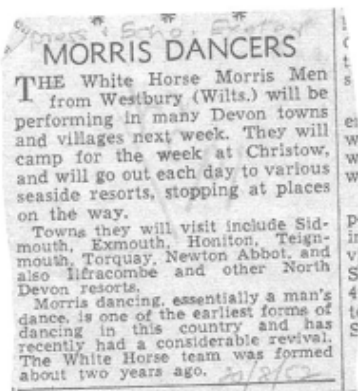 MORRIS DANCERS
THE White Horse Morris Men
from Westbury (Wilts.) will be
performing in many Devon towns
and villages next week. They will
camp for the week at Christow,
and will go out each day to various
seaside resorts, stopping at places
on the way.
Towns they will visit include Sid-
mouth, Exmouth, Honiton, Teign-
mouth, Torquay, Newton Abbot, and
also Ilfracombe and other North
Devon resorts.
Morris dancing, essentially a man's
dance, is one of the earliest forms of
dancing in this country and has
recently had a considerable revival.
The White Horse team was formed
about two years ago.